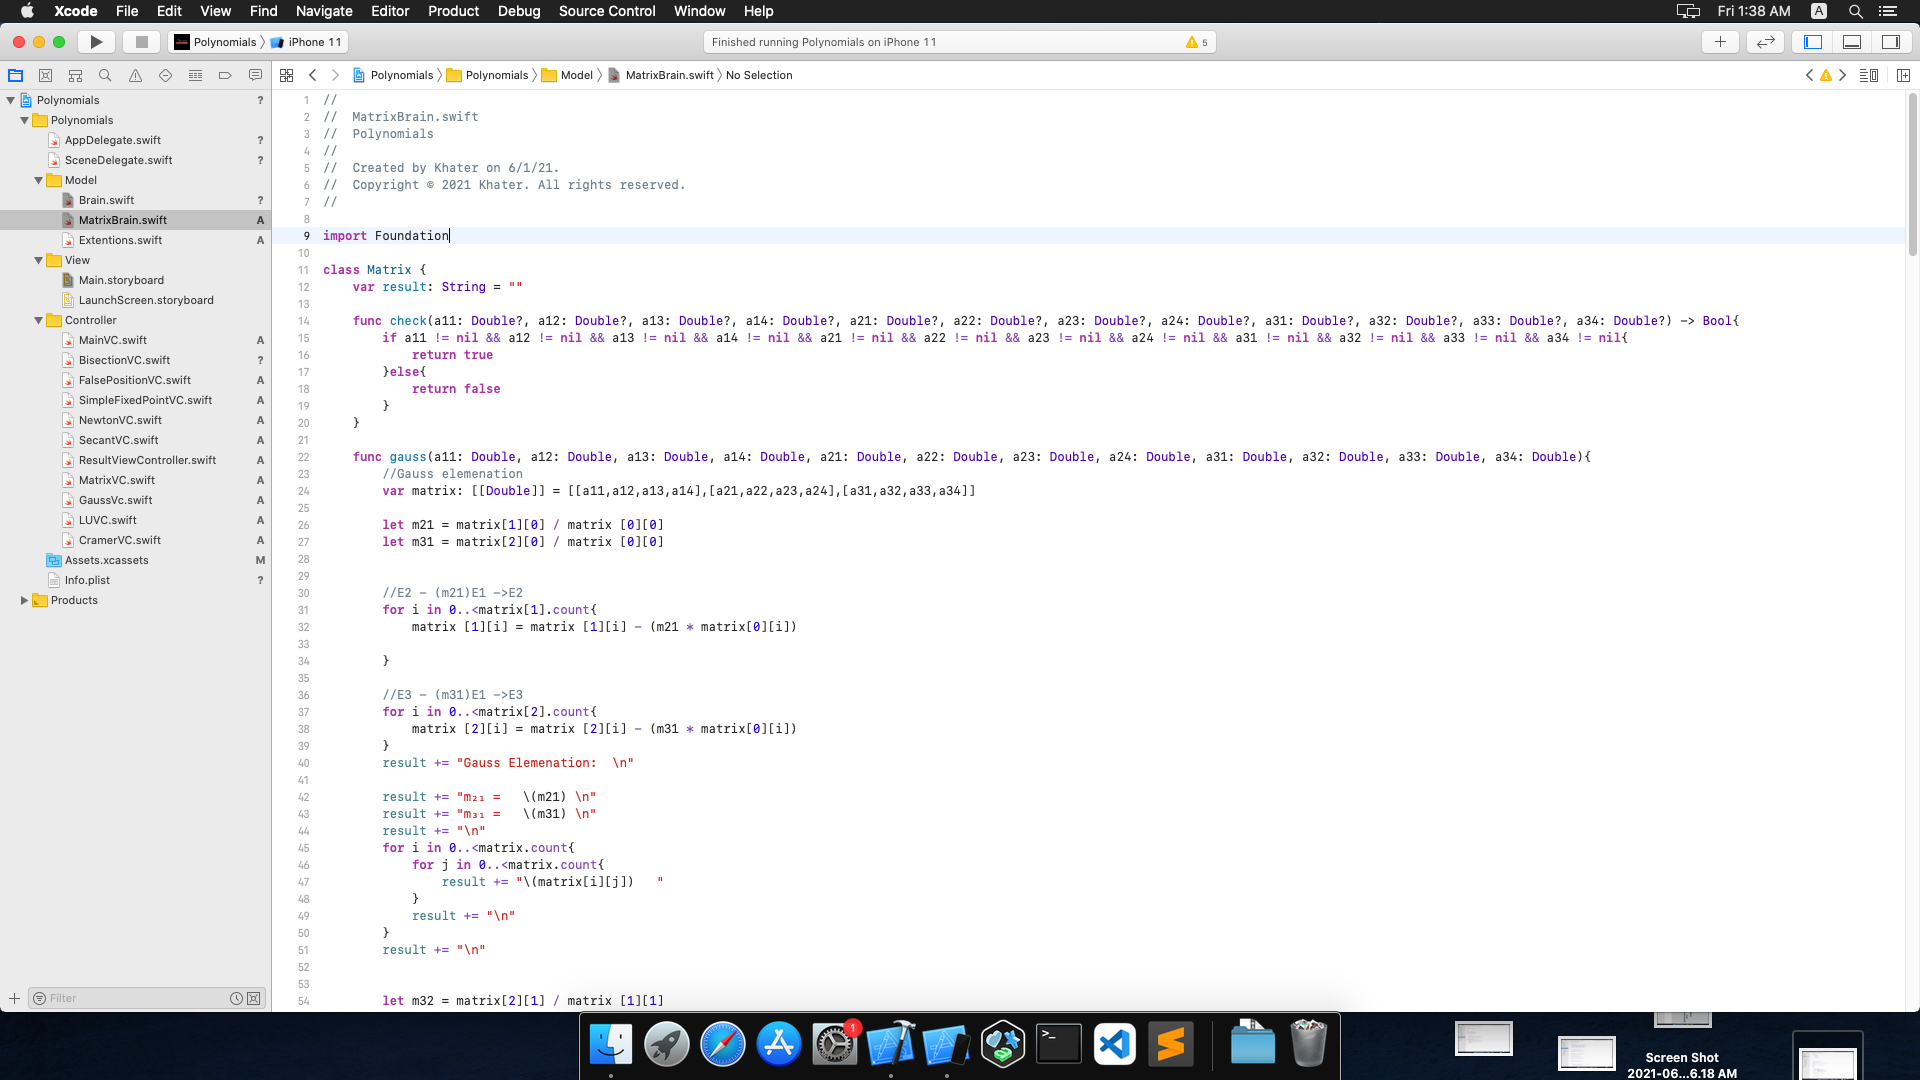 Xcode File Edit View Find Navigate Editor Product Debug Source Control Window Help Fri 1:38 AM A
Polynomials iPhone 11 Finished running Polynomials on iPhone 11 5
Polynomials Polynomials Model MatrixBrain.swift No Selection
Polynomials ?
Polynomials
AppDelegate.swift ?
SceneDelegate.swift ?
Model
Brain.swift ?
MatrixBrain.swift A
Extentions.swift A
View
Main.storyboard
LaunchScreen.storyboard
Controller
MainVC.swift A
BisectionVC.swift ?
FalsePositionVC.swift A
SimpleFixedPointVC.swift A
NewtonVC.swift A
SecantVC.swift A
ResultViewController.swift A
MatrixVC.swift A
GaussVc.swift A
LUVC.swift A
CramerVC.swift A
Assets.xcassets M
Info.plist ?
Products
Filter
1 //
2 //  MatrixBrain.swift
3 //  Polynomials
4 //
5 //  Created by Khater on 6/1/21.
6 //  Copyright © 2021 Khater. All rights reserved.
7 //
8
9 import Foundation
10
11 class Matrix {
12     var result: String = ""
13
14     func check(a11: Double?, a12: Double?, a13: Double?, a14: Double?, a21: Double?, a22: Double?, a23: Double?, a24: Double?, a31: Double?, a32: Double?, a33: Double?, a34: Double?) -> Bool{
15         if a11 != nil && a12 != nil && a13 != nil && a14 != nil && a21 != nil && a22 != nil && a23 != nil && a24 != nil && a31 != nil && a32 != nil && a33 != nil && a34 != nil{
16             return true
17         }else{
18             return false
19         }
20     }
21
22     func gauss(a11: Double, a12: Double, a13: Double, a14: Double, a21: Double, a22: Double, a23: Double, a24: Double, a31: Double, a32: Double, a33: Double, a34: Double){
23         //Gauss elemenation
24         var matrix: [[Double]] = [[a11,a12,a13,a14],[a21,a22,a23,a24],[a31,a32,a33,a34]]
25
26         let m21 = matrix[1][0] / matrix [0][0]
27         let m31 = matrix[2][0] / matrix [0][0]
28
29
30         //E2 - (m21)E1 ->E2
31         for i in 0..<matrix[1].count{
32             matrix [1][i] = matrix [1][i] - (m21 * matrix[0][i])
33
34         }
35
36         //E3 - (m31)E1 ->E3
37         for i in 0..<matrix[2].count{
38             matrix [2][i] = matrix [2][i] - (m31 * matrix[0][i])
39         }
40         result += "Gauss Elemenation:  \n"
41
42         result += "m₂₁ =   \(m21) \n"
43         result += "m₃₁ =   \(m31) \n"
44         result += "\n"
45         for i in 0..<matrix.count{
46             for j in 0..<matrix.count{
47                 result += "\(matrix[i][j])   "
48             }
49             result += "\n"
50         }
51         result += "\n"
52
53
54         let m32 = matrix[2][1] / matrix [1][1]
1
Screen Shot
2021-06...6.18 AM